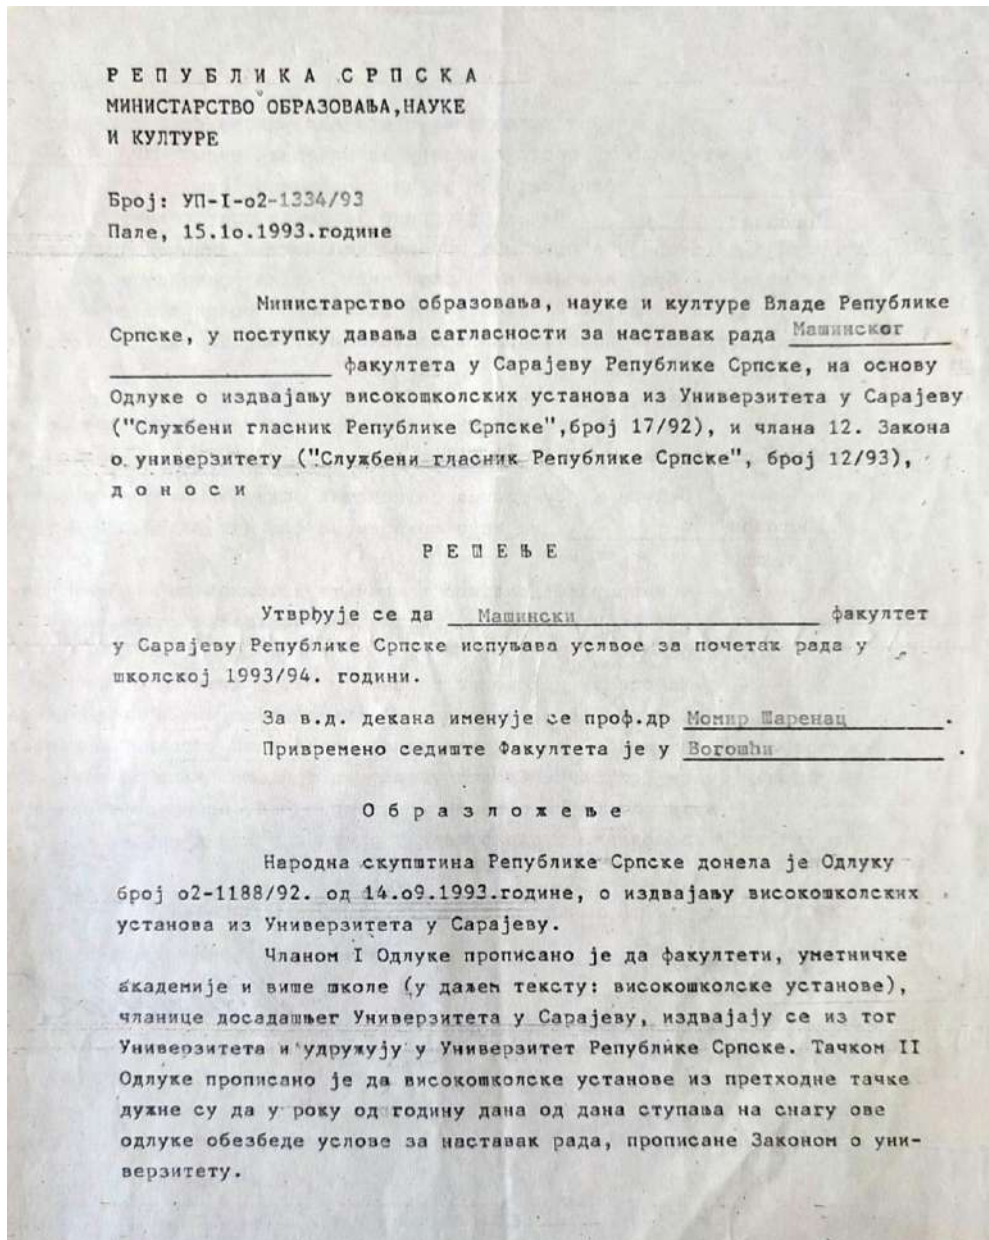 Р Е П У Б Л И К А  С Р П С К А
МИНИСТАРСТВО ОБРАЗОВАЊА,НАУКЕ
И КУЛТУРЕ
Број: УП-I-о2-1334/93
Пале, 15.1о.1993.године
Министарство образовања, науке и културе Владе Републике
Српске, у поступку давања сагласности за наставак рада Машинског
факултета у Сарајеву Републике Српске, на основу
Одлуке о издвајању високошколских установа из Универзитета у Сарајеву
("Службени гласник Републике Српске",број 17/92), и члана 12. Закона
о универзитету ("Службени гласник Републике Српске", број 12/93),
д о н о с и
Р Е Ш Е Њ Е
Утврђује се да Машински факултет
у Сарајеву Републике Српске испуњава услвое за почетак рада у
школској 1993/94. години.
За в.д. декана именује се проф.др Момир Шаренац .
Привремено седиште Факултета је у Вогошћи .
О б р а з л о ж е њ е
Народна скупштина Републике Српске донела је Одлуку
број о2-1188/92. од 14.о9.1993.године, о издвајању високошколских
установа из Универзитета у Сарајеву.
Чланом I Одлуке прописано је да факултети, уметничке
академије и више школе (у даљем тексту: високошколске установе),
чланице досадашњег Универзитета у Сарајеву, издвајају се из тог
Универзитета и удружују у Универзитет Републике Српске. Тачком II
Одлуке прописано је да високошколске установе из претходне тачке
дужне су да у року од годину дана од дана ступања на снагу ове
одлуке обезбеде услове за наставак рада, прописане Законом о уни-
верзитету.